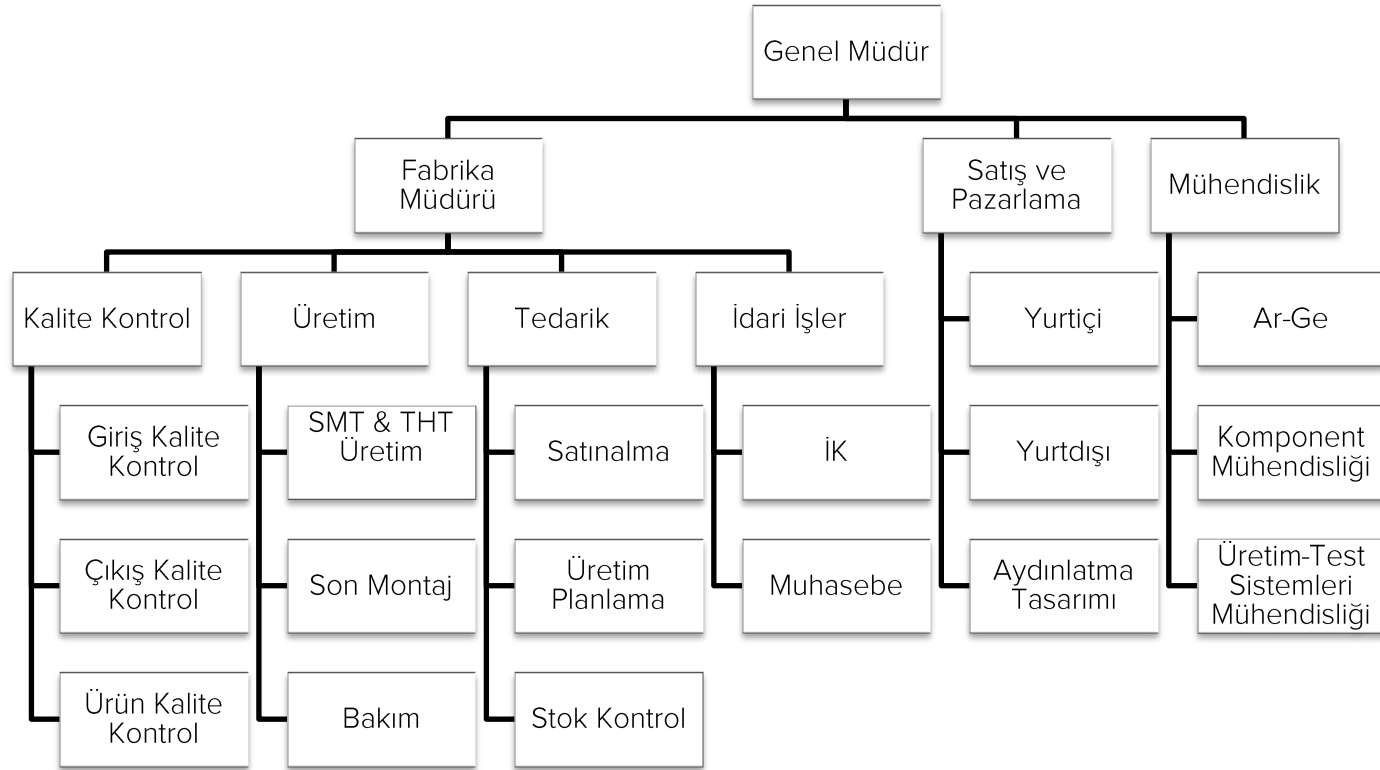 Genel Müdür
Fabrika
Müdürü
Satış ve
Pazarlama
Mühendislik
Kalite Kontrol
Üretim
Tedarik
İdari İşler
Yurtiçi
Ar-Ge
Giriş Kalite
Kontrol
SMT & THT
Üretim
Satınalma
İK
Yurtdışı
Komponent
Mühendisliği
Çıkış Kalite
Kontrol
Son Montaj
Üretim
Planlama
Muhasebe
Aydınlatma
Tasarımı
Üretim-Test
Sistemleri
Mühendisliği
Ürün Kalite
Kontrol
Bakım
Stok Kontrol